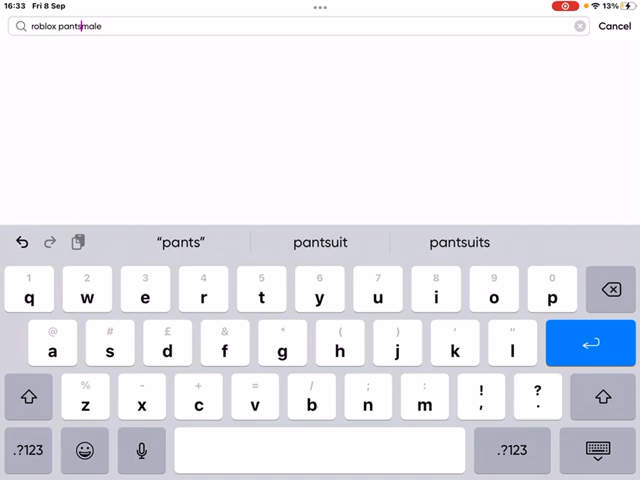 16:33 Fri 8 Sep 13%
roblox pantsmale Cancel
“pants” pantsuit pantsuits
1 2 3 4 5 6 7 8 9 0
q w e r t y u i o p
@ # £ & * ( ) ' "
a s d f g h j k l
% - + = / ; : ! ?
z x c v b n m , .
.?123 .?123